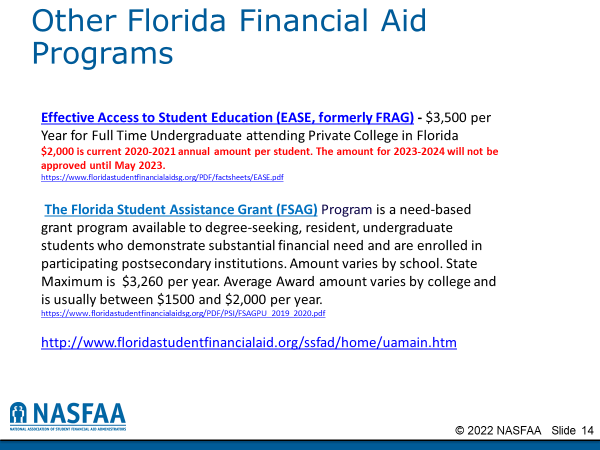 Other Florida Financial Aid
Programs
Effective Access to Student Education (EASE, formerly FRAG) - $3,500 per
Year for Full Time Undergraduate attending Private College in Florida
$2,000 is current 2020-2021 annual amount per student. The amount for 2023-2024 will not be
approved until May 2023.
https://www.floridastudentfinancialaidsg.org/PDF/factsheets/EASE.pdf
The Florida Student Assistance Grant (FSAG) Program is a need-based
grant program available to degree-seeking, resident, undergraduate
students who demonstrate substantial financial need and are enrolled in
participating postsecondary institutions. Amount varies by school. State
Maximum is $3,260 per year. Average Award amount varies by college and
is usually between $1500 and $2,000 per year.
https://www.floridastudentfinancialaidsg.org/PDF/PSI/FSAGPU_2019_2020.pdf
http://www.floridastudentfinancialaid.org/ssfad/home/uamain.htm
NASFAA
NATIONAL ASSOCIATION OF STUDENT FINANCIAL AID ADMINISTRATORS
© 2022 NASFAA Slide 14